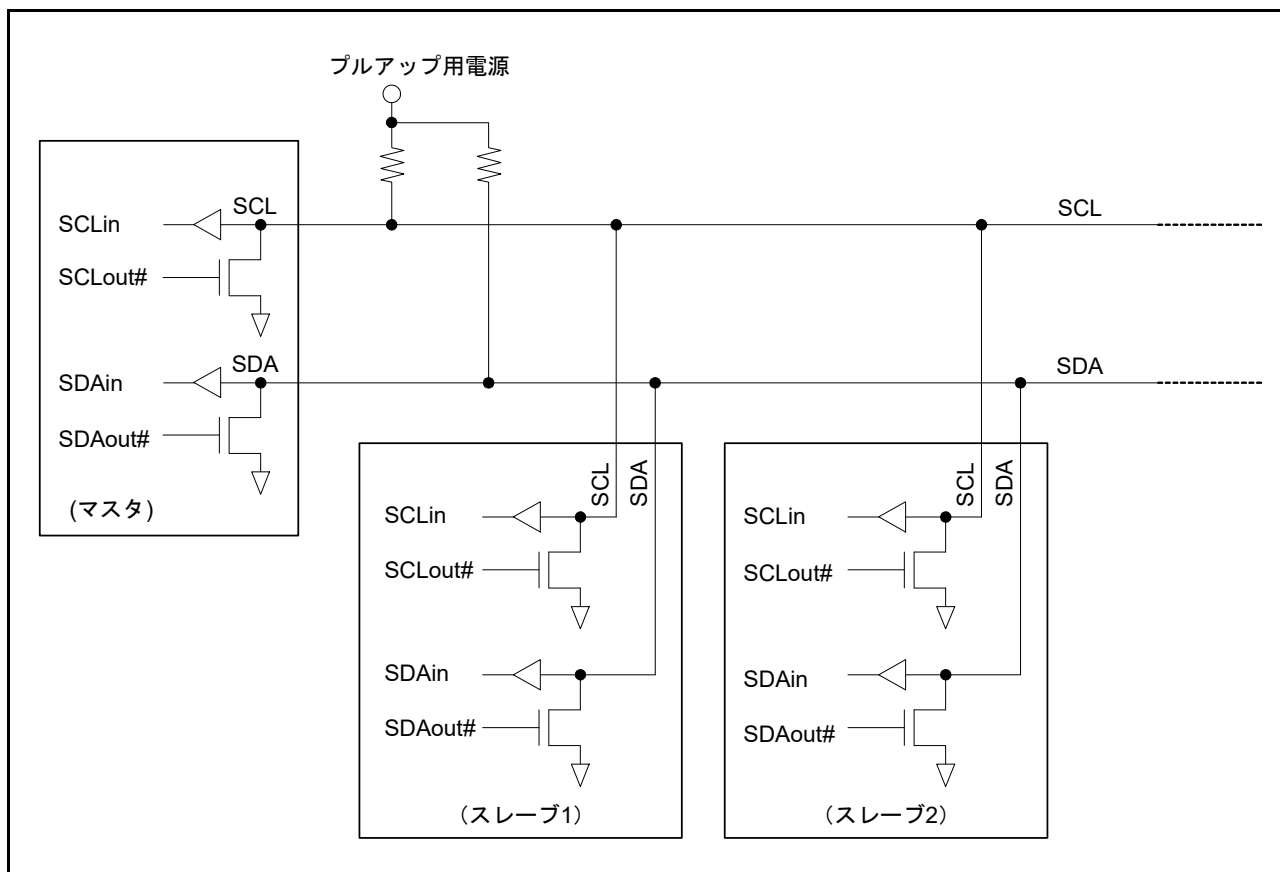 プルアップ用電源
SCLin
SCL
SCLout#
SDAin
SDA
SDAout#
(マスタ)
SCL
SDA
SCL
SDA
SCLin
SCLout#
SDAin
SDAout#
（スレーブ1）
SCL
SDA
SCLin
SCLout#
SDAin
SDAout#
（スレーブ2）